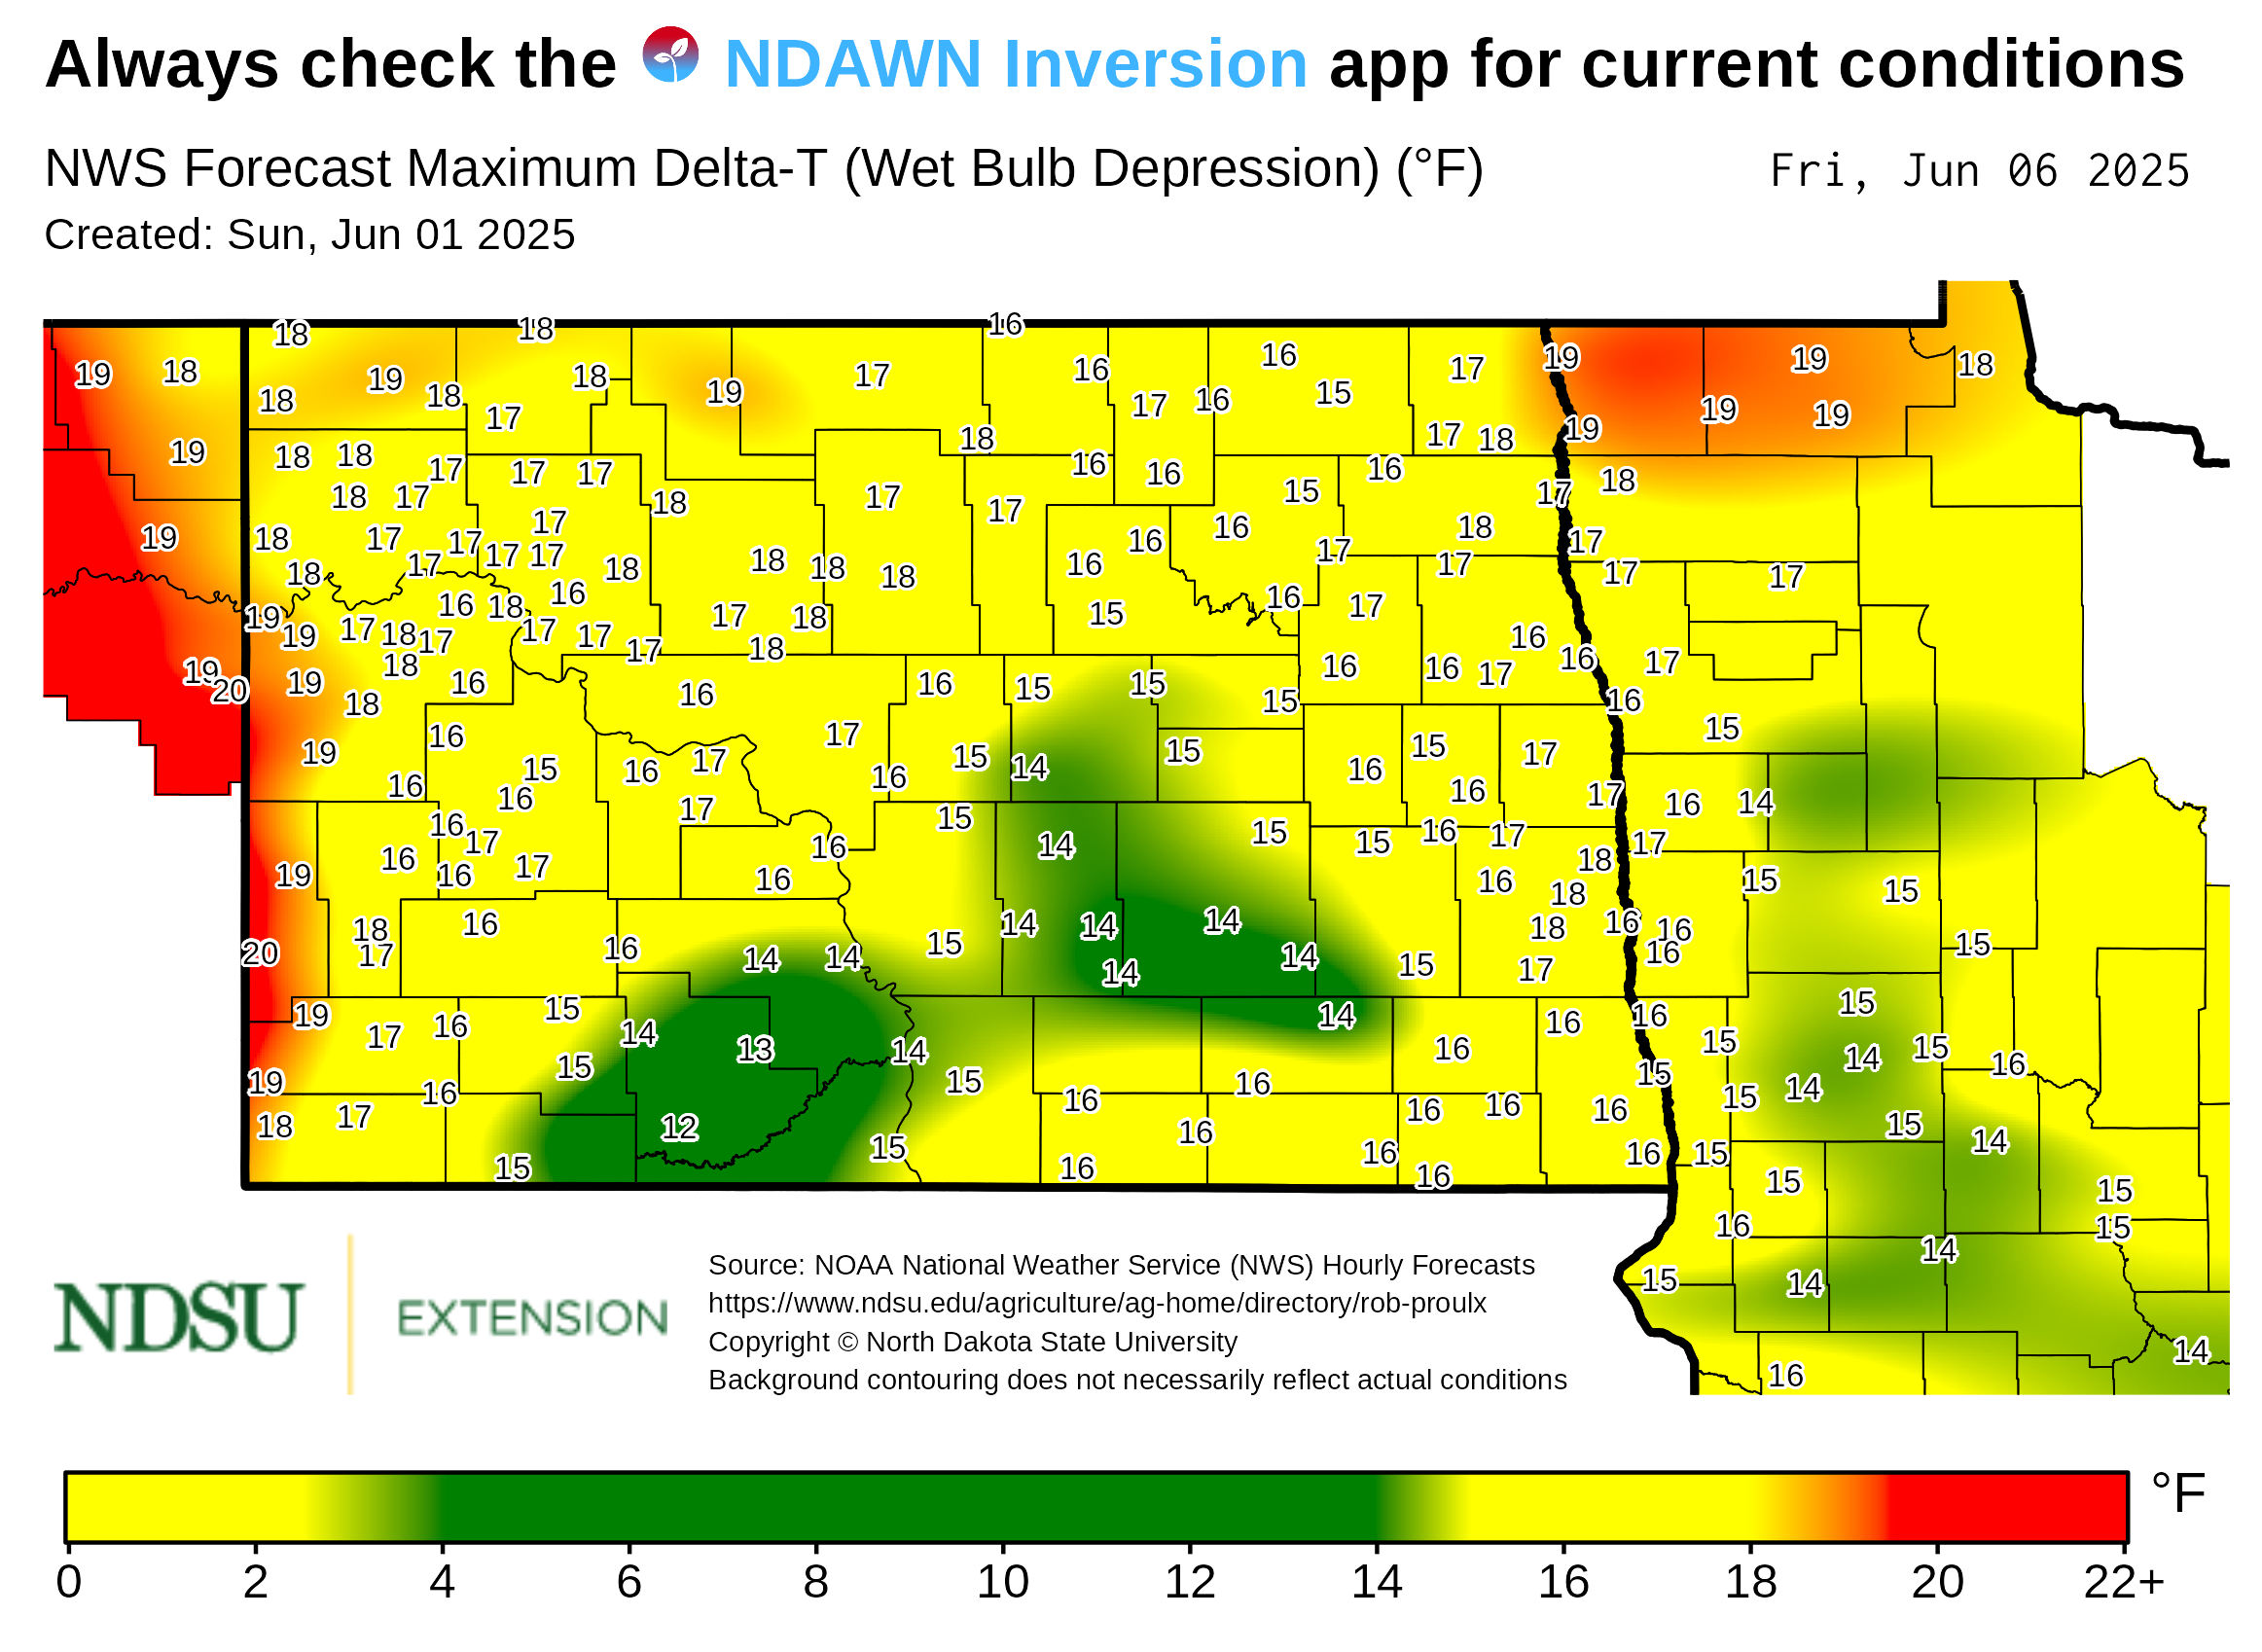 Always check the NDAWN Inversion app for current conditions
NWS Forecast Maximum Delta-T (Wet Bulb Depression) (°F)
Fri, Jun 06 2025
Created: Sun, Jun 01 2025
18 18 16
19 18 19 18 18 19 17 16 16 17 19 19 18
18 17 17 16 15 19 19
19 18 17 18 19
18 18 17 17 17 16 16 16 18
18 17 18 17 17 15 17
19 18 17 17 17 17 17 18 18 18 18 16 16 16 17 18 17 17
18 17 16 18 16 17 17
19 19 17 18 17 17 17 17 17 18 18 15 16 17 16
19 20 19 18 18 16 16 16 15 15 15 16 16 17 16 17
19 16 17 17 15 15 16
16 15 16 17 16 15 14 16 15 17 15
16 17 16 16 15 15 15 16 17 17 16 14
19 16 16 17 17 16 14 16 18 17 15 15
18 17 16 16 14 14 15 14 14 14 14 14 15 18 18 17 16 16 16 15
20
19 17 16 15 14 13 14 14 16 16 16 15 15 14 15 16
19 16 15 15 16 16 15 15 14
18 17 12 15 16 16 16 16 16 15 14
15 16 16 16 16 15 15 15
16 15
15 14 14
16 14
NDSU EXTENSION
Source: NOAA National Weather Service (NWS) Hourly Forecasts
https://www.ndsu.edu/agriculture/ag-home/directory/rob-proulx
Copyright © North Dakota State University
Background contouring does not necessarily reflect actual conditions
°F
0 2 4 6 8 10 12 14 16 18 20 22+